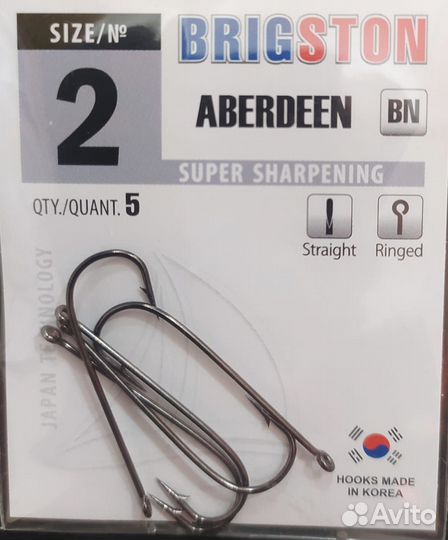 SIZE/№
2
BRIGSTON
ABERDEEN
BN
SUPER SHARPENING
QTY./QUANT. 5
Straight
Ringed
JAPAN TECHNOLOGY
HOOKS MADE
IN KOREA
Avito